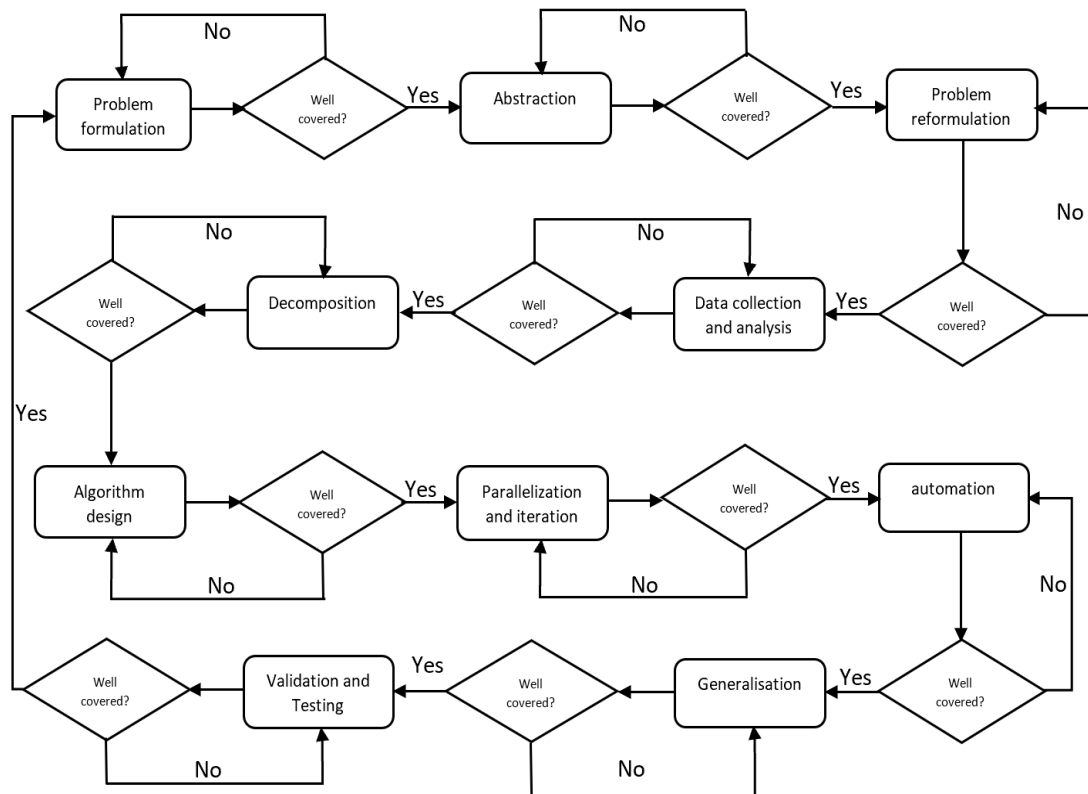 No
No
Problem
formulation
Well
covered?
Yes
Abstraction
Well
covered?
Yes
Problem
reformulation
No
No
No
Well
covered?
Decomposition
Yes
Well
covered?
Data collection
and analysis
Yes
Well
covered?
Yes
Algorithm
design
Well
covered?
Yes
Parallelization
and iteration
Well
covered?
Yes
automation
No
No
No
Well
covered?
Validation and
Testing
Yes
Well
covered?
Generalisation
Yes
Well
covered?
No
No